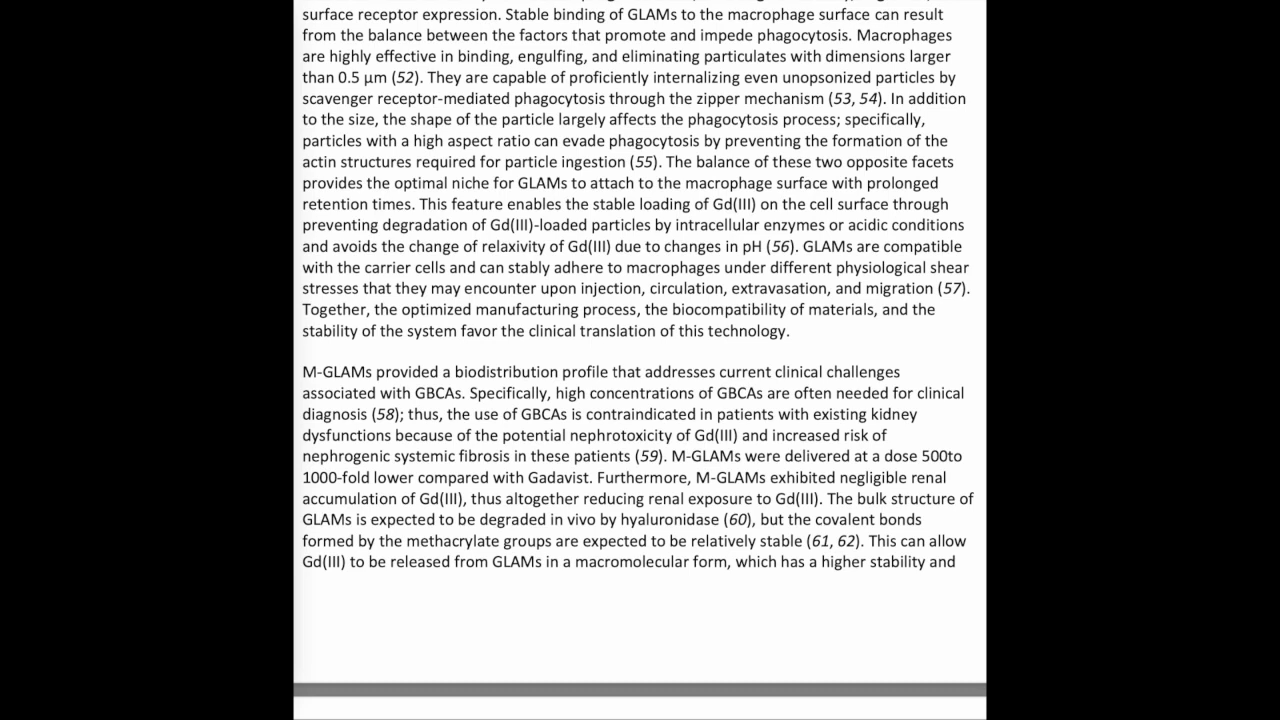 surface receptor expression. Stable binding of GLAMs to the macrophage surface can result
from the balance between the factors that promote and impede phagocytosis. Macrophages
are highly effective in binding, engulfing, and eliminating particulates with dimensions larger
than 0.5 μm (52). They are capable of proficiently internalizing even unopsonized particles by
scavenger receptor-mediated phagocytosis through the zipper mechanism (53, 54). In addition
to the size, the shape of the particle largely affects the phagocytosis process; specifically,
particles with a high aspect ratio can evade phagocytosis by preventing the formation of the
actin structures required for particle ingestion (55). The balance of these two opposite facets
provides the optimal niche for GLAMs to attach to the macrophage surface with prolonged
retention times. This feature enables the stable loading of Gd(III) on the cell surface through
preventing degradation of Gd(III)-loaded particles by intracellular enzymes or acidic conditions
and avoids the change of relaxivity of Gd(III) due to changes in pH (56). GLAMs are compatible
with the carrier cells and can stably adhere to macrophages under different physiological shear
stresses that they may encounter upon injection, circulation, extravasation, and migration (57).
Together, the optimized manufacturing process, the biocompatibility of materials, and the
stability of the system favor the clinical translation of this technology.
M-GLAMs provided a biodistribution profile that addresses current clinical challenges
associated with GBCAs. Specifically, high concentrations of GBCAs are often needed for clinical
diagnosis (58); thus, the use of GBCAs is contraindicated in patients with existing kidney
dysfunctions because of the potential nephrotoxicity of Gd(III) and increased risk of
nephrogenic systemic fibrosis in these patients (59). M-GLAMs were delivered at a dose 500to
1000-fold lower compared with Gadavist. Furthermore, M-GLAMs exhibited negligible renal
accumulation of Gd(III), thus altogether reducing renal exposure to Gd(III). The bulk structure of
GLAMs is expected to be degraded in vivo by hyaluronidase (60), but the covalent bonds
formed by the methacrylate groups are expected to be relatively stable (61, 62). This can allow
Gd(III) to be released from GLAMs in a macromolecular form, which has a higher stability and